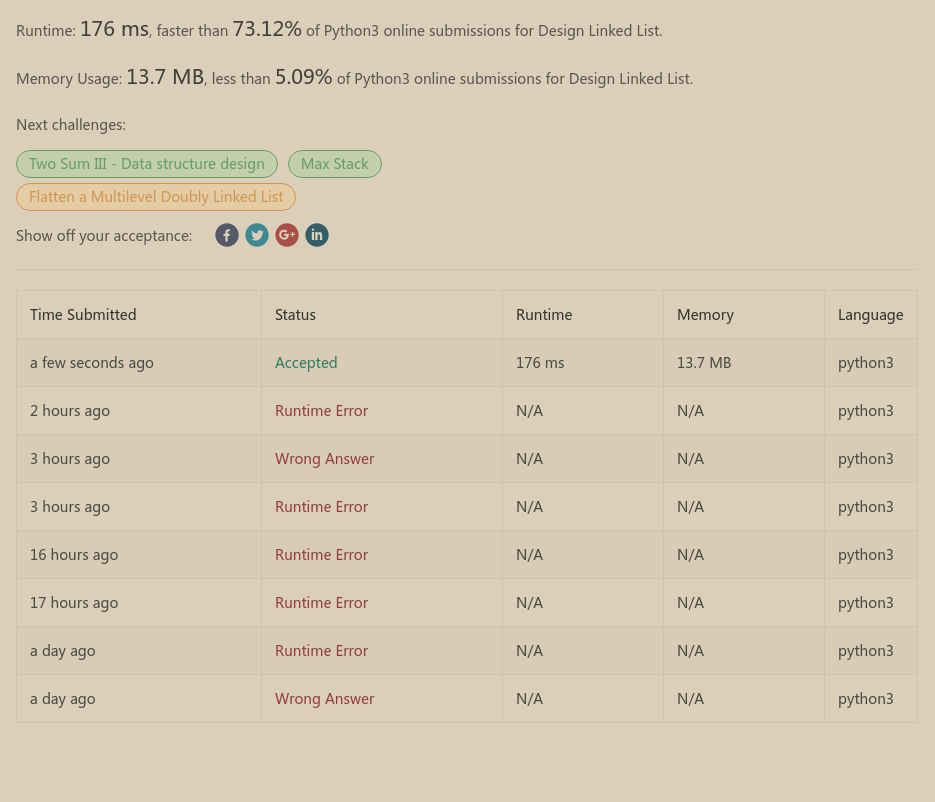 Runtime: 176 ms, faster than 73.12% of Python3 online submissions for Design Linked List.
Memory Usage: 13.7 MB, less than 5.09% of Python3 online submissions for Design Linked List.
Next challenges:
Two Sum III - Data structure design Max Stack
Flatten a Multilevel Doubly Linked List
Show off your acceptance: f G+ in
Time Submitted Status Runtime Memory Language
a few seconds ago Accepted 176 ms 13.7 MB python3
2 hours ago Runtime Error N/A N/A python3
3 hours ago Wrong Answer N/A N/A python3
3 hours ago Runtime Error N/A N/A python3
16 hours ago Runtime Error N/A N/A python3
17 hours ago Runtime Error N/A N/A python3
a day ago Runtime Error N/A N/A python3
a day ago Wrong Answer N/A N/A python3